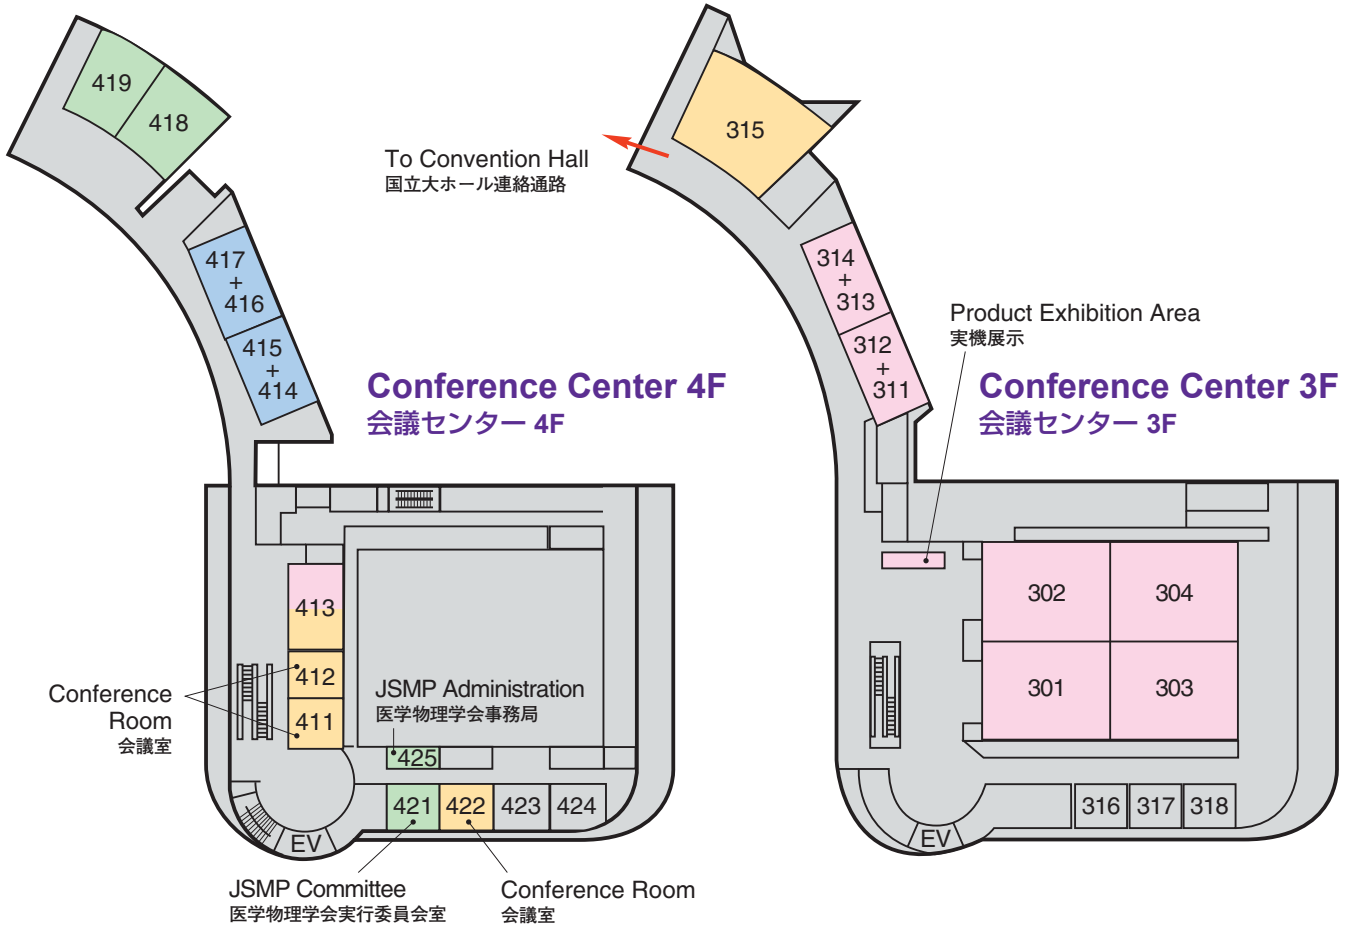 419
418
417
+
416
415
+
414
Conference Center 4F
会議センター 4F
413
412
411
Conference
Room
会議室
JSMP Administration
医学物理学会事務局
425
421
422
423
424
EV
JSMP Committee
医学物理学会実行委員会室
Conference Room
会議室
To Convention Hall
国立大ホール連絡通路
315
314
+
313
312
+
311
Product Exhibition Area
実機展示
Conference Center 3F
会議センター 3F
302
304
301
303
316
317
318
EV